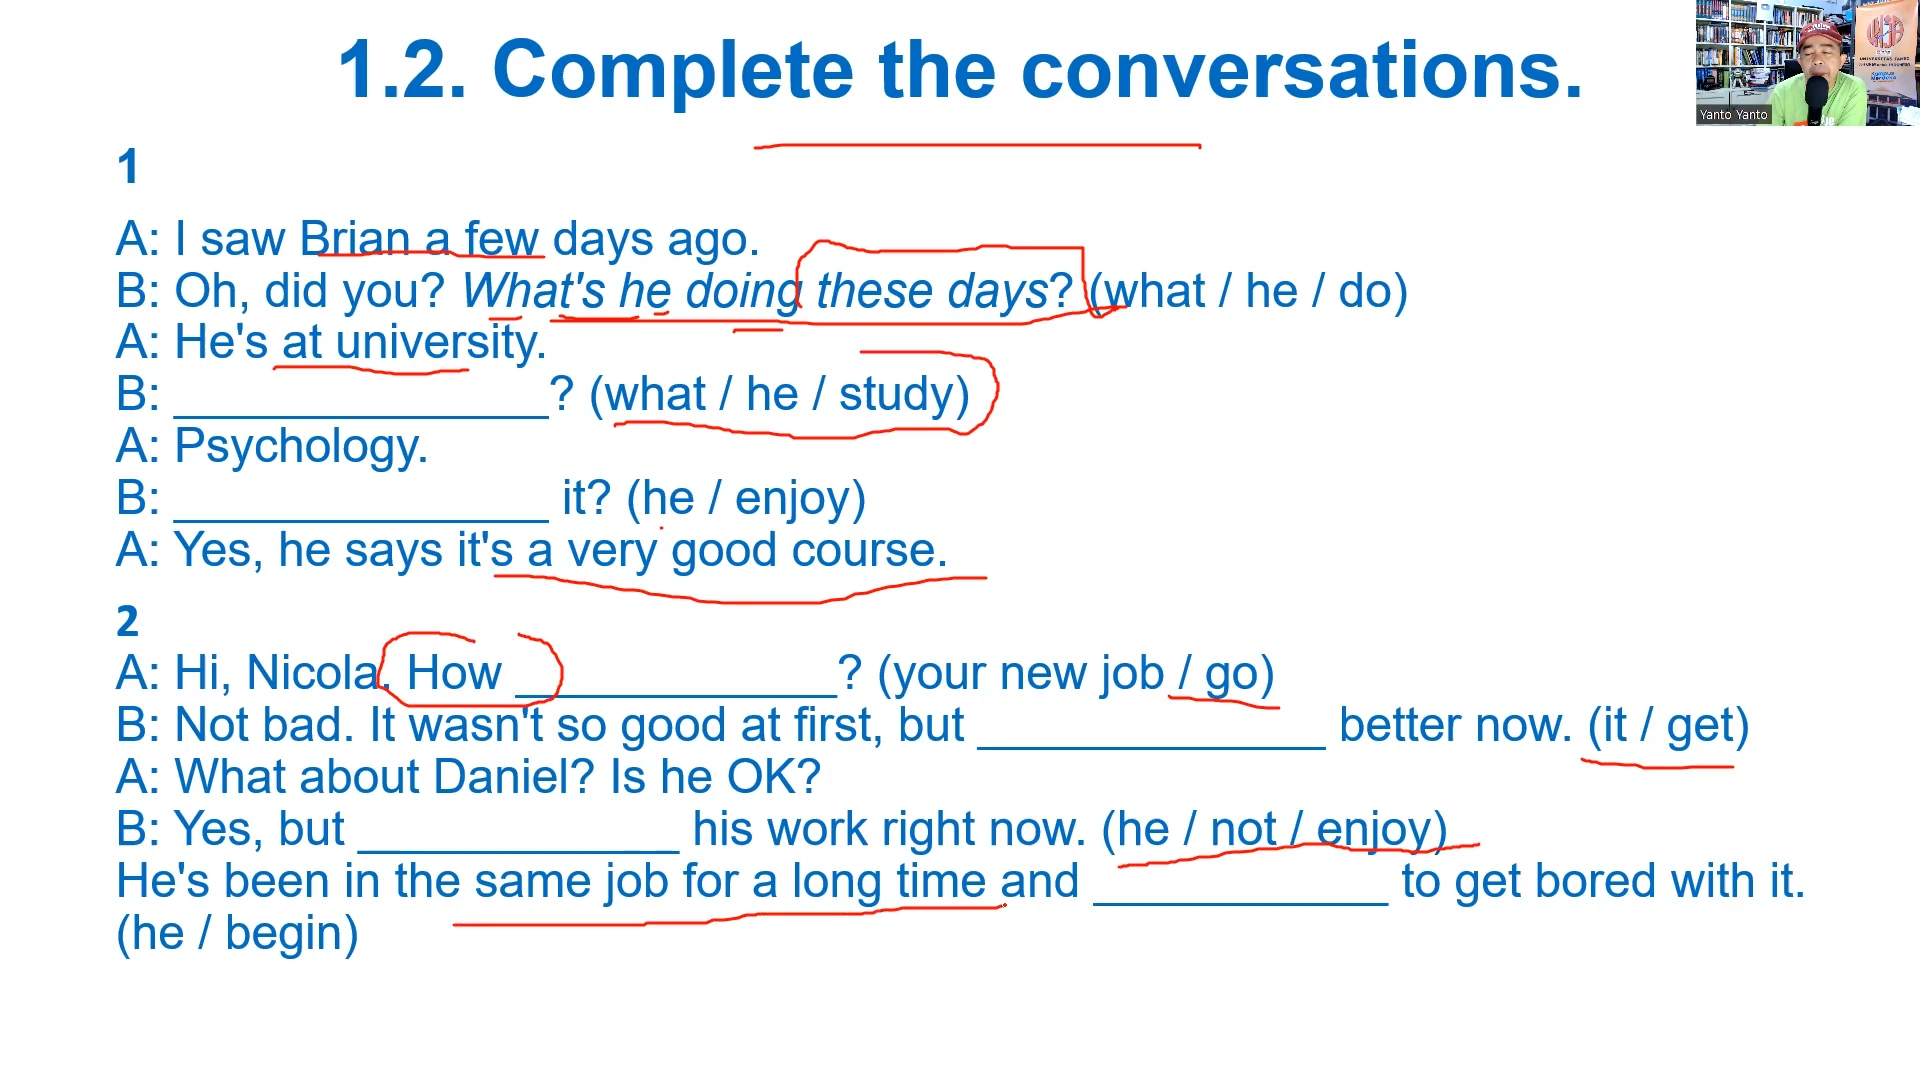 1.2. Complete the conversations.
Yanto Yanto
1
A: I saw Brian a few days ago.
B: Oh, did you? What's he doing these days? (what / he / do)
A: He's at university.
B: _______________? (what / he / study)
A: Psychology.
B: _______________ it? (he / enjoy)
A: Yes, he says it's a very good course.
2
A: Hi, Nicola. How _____________? (your new job / go)
B: Not bad. It wasn't so good at first, but ______________ better now. (it / get)
A: What about Daniel? Is he OK?
B: Yes, but _____________ his work right now. (he / not / enjoy)
He's been in the same job for a long time and ____________ to get bored with it.
(he / begin)